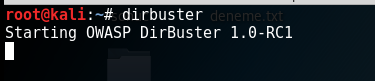 root@kali:~# dirbuster
deneme.txt
Starting OWASP DirBuster 1.0-RC1